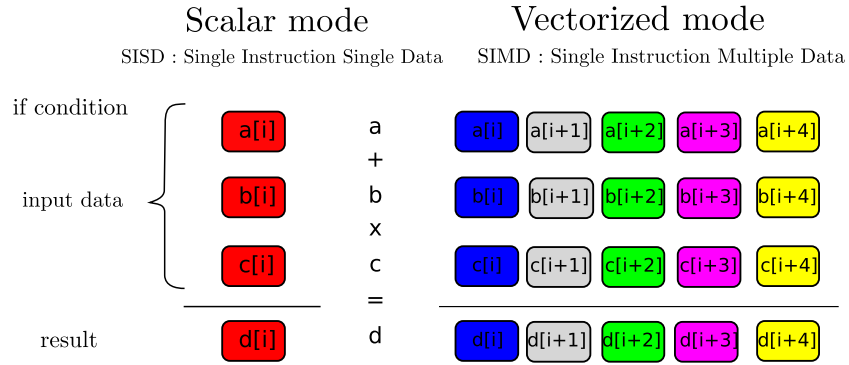 Scalar mode
Vectorized mode
SISD : Single Instruction Single Data
SIMD : Single Instruction Multiple Data
if condition
a[i]
a
a[i] a[i+1] a[i+2] a[i+3] a[i+4]
+
input data
b[i]
b
b[i] b[i+1] b[i+2] b[i+3] b[i+4]
x
c[i]
c
c[i] c[i+1] c[i+2] c[i+3] c[i+4]
=
result
d[i]
d
d[i] d[i+1] d[i+2] d[i+3] d[i+4]